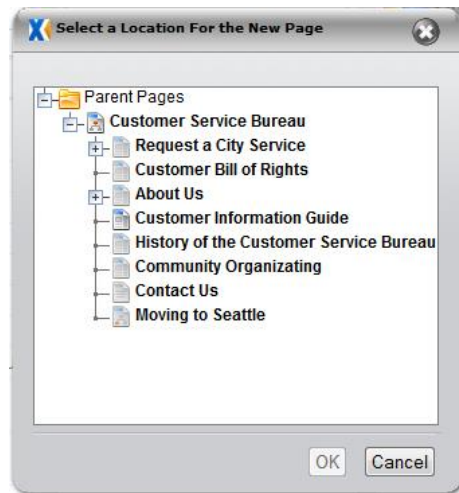 Select a Location For the New Page
Parent Pages
Customer Service Bureau
Request a City Service
Customer Bill of Rights
About Us
Customer Information Guide
History of the Customer Service Bureau
Community Organizating
Contact Us
Moving to Seattle
OK Cancel